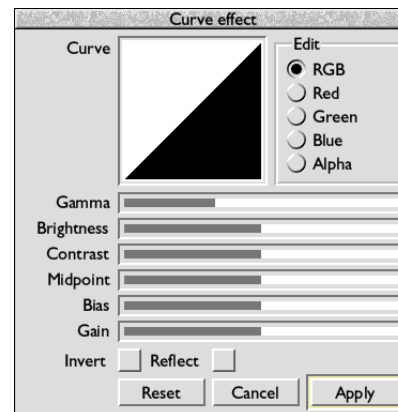 Curve effect
Curve
Edit
RGB
Red
Green
Blue
Alpha
Gamma
Brightness
Contrast
Midpoint
Bias
Gain
Invert Reflect
Reset Cancel Apply